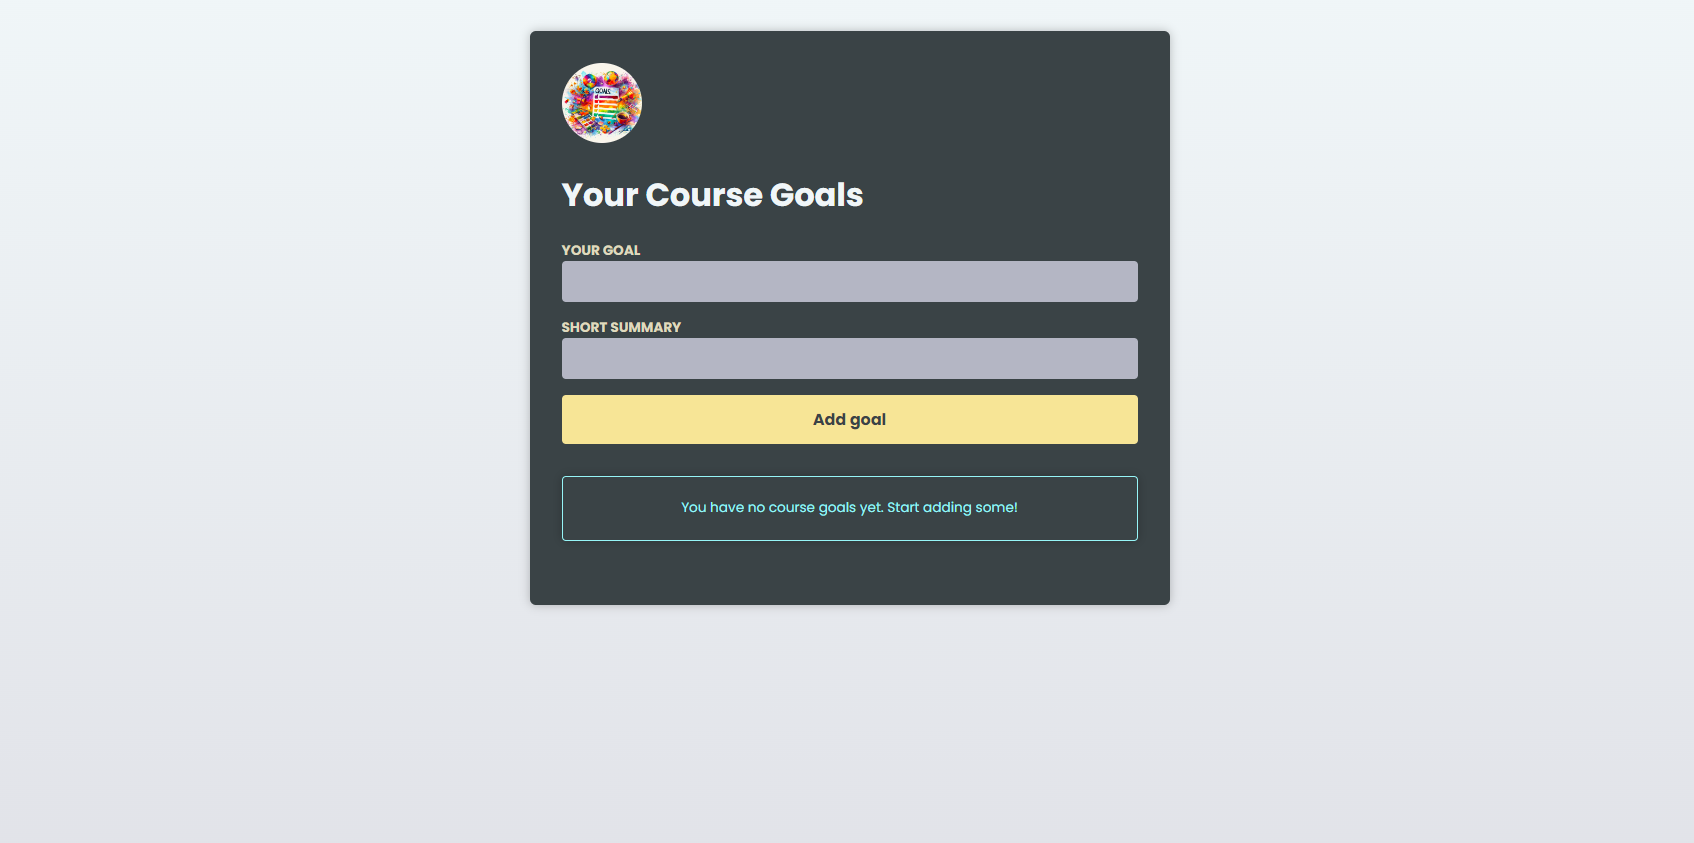 GOALS
Your Course Goals
YOUR GOAL
SHORT SUMMARY
Add goal
You have no course goals yet. Start adding some!